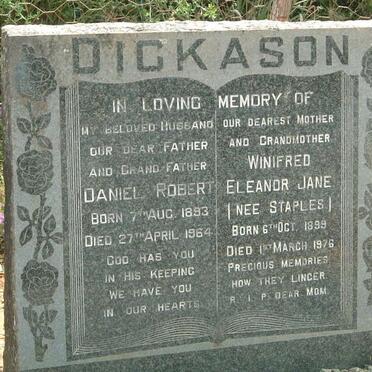 DICKASON
IN LOVING MEMORY OF
MY BELOVED HUSBAND
OUR DEAR FATHER
AND GRAND FATHER
DANIEL ROBERT
BORN 7TH AUG. 1893
DIED 27TH APRIL 1964
GOD HAS YOU
IN HIS KEEPING
WE HAVE YOU
IN OUR HEARTS
OUR DEAREST MOTHER
AND GRANDMOTHER
WINIFRED
ELEANOR JANE
(NEE STAPLES)
BORN 6TH OCT. 1899
DIED 1ST MARCH 1976
PRECIOUS MEMORIES
HOW THEY LINGER
R.I.P. DEAR MOM.